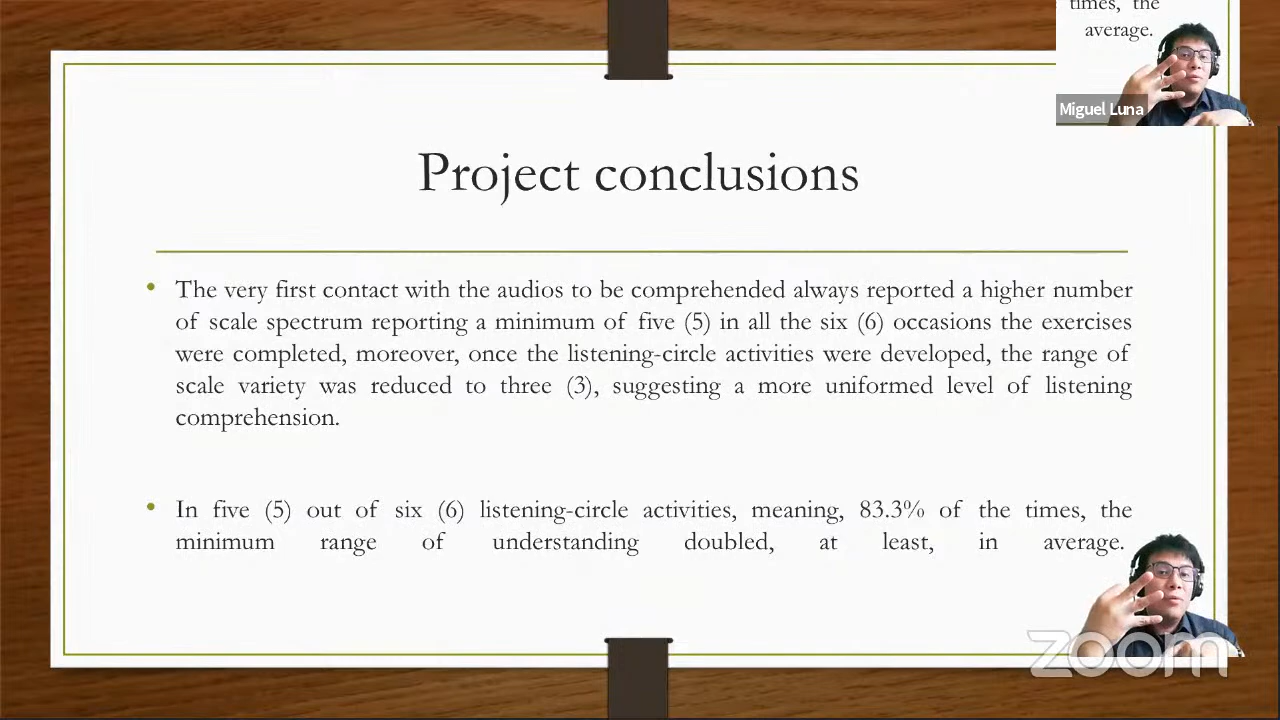 times, the
average.
Miguel Luna
Project conclusions
• The very first contact with the audios to be comprehended always reported a higher number
of scale spectrum reporting a minimum of five (5) in all the six (6) occasions the exercises
were completed, moreover, once the listening-circle activities were developed, the range of
scale variety was reduced to three (3), suggesting a more uniformed level of listening
comprehension.
• In five (5) out of six (6) listening-circle activities, meaning, 83.3% of the times, the
minimum range of understanding doubled, at least, in average.
zoom